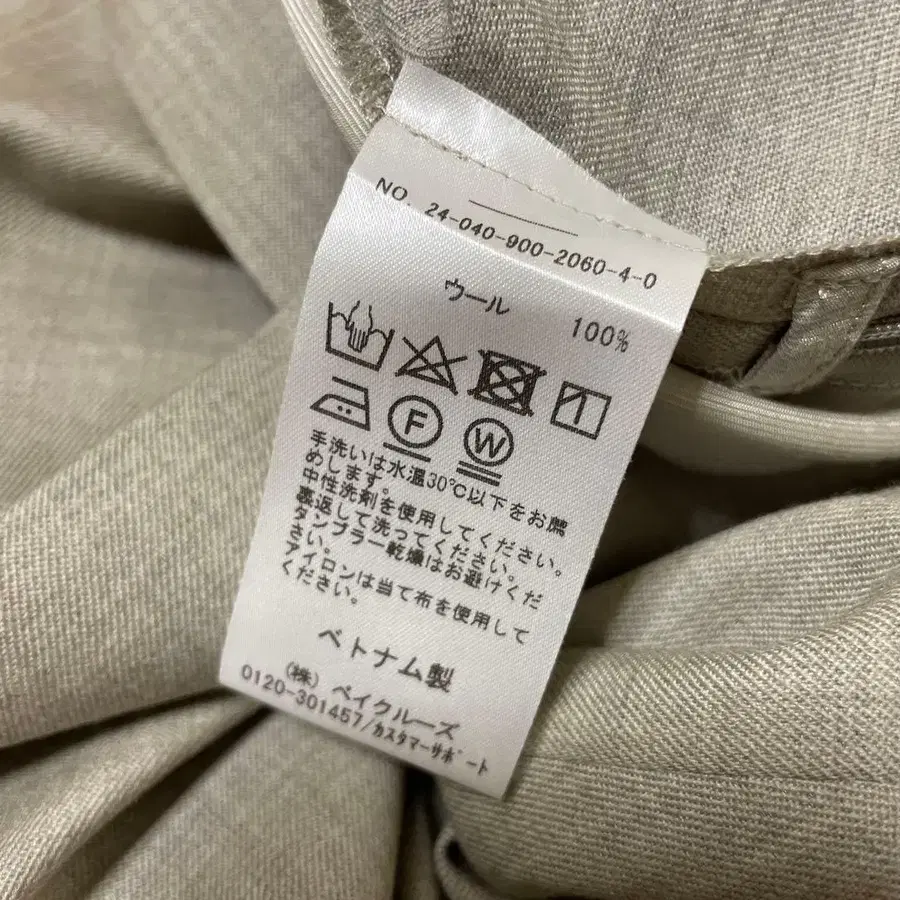 NO. 24-040-900-2060-4-0
ウール 100%
F W
手洗いは水温30℃以下をお薦
めします。
中性洗剤を使用してください。
裏返して洗ってください。
タンブラー乾燥はお避けくだ
さい。
アイロンは当て布を使用して
ください。
ベトナム製
(株) ベイクルーズ
0120-301457/カスタマーサポート